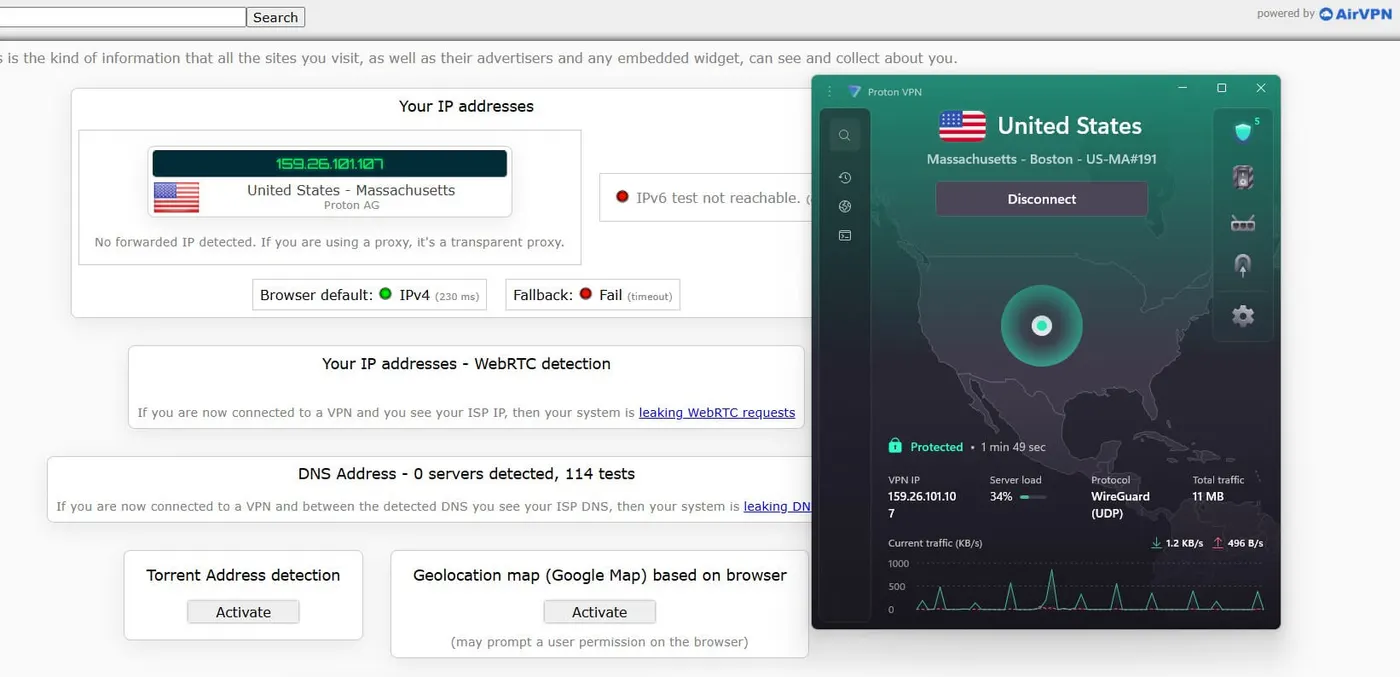 Search
powered by AirVPN
s is the kind of information that all the sites you visit, as well as their advertisers and any embedded widget, can see and collect about you.
Your IP addresses
159.26.101.107
United States - Massachusetts
Proton AG
No forwarded IP detected. If you are using a proxy, it's a transparent proxy.
IPv6 test not reachable.
Browser default: IPv4 (230 ms)
Fallback: Fail (timeout)
Your IP addresses - WebRTC detection
If you are now connected to a VPN and you see your ISP IP, then your system is leaking WebRTC requests
DNS Address - 0 servers detected, 114 tests
If you are now connected to a VPN and between the detected DNS you see your ISP DNS, then your system is leaking DN
Torrent Address detection
Activate
Geolocation map (Google Map) based on browser
Activate
(may prompt a user permission on the browser)
Proton VPN
United States
Massachusetts - Boston - US-MA#191
Disconnect
5
Protected • 1 min 49 sec
VPN IP
159.26.101.10
7
Server load
34%
Protocol
WireGuard
(UDP)
Total traffic
11 MB
Current traffic (KB/s)
1.2 KB/s 496 B/s
1000
500
0